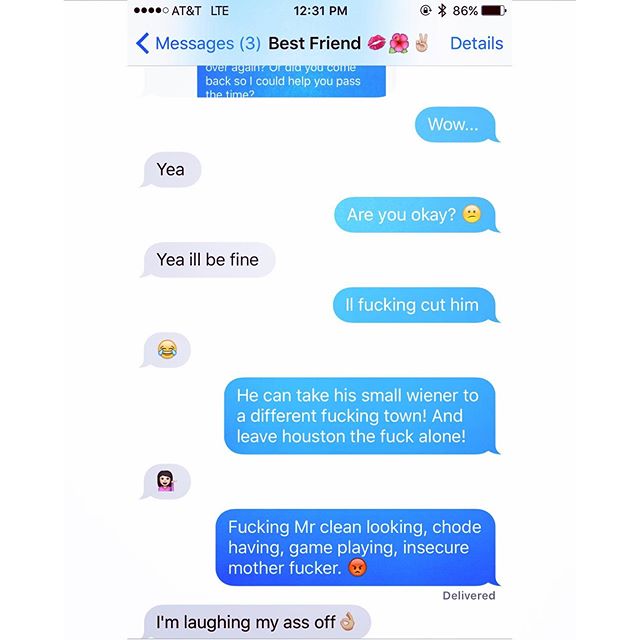 AT&T LTE 12:31 PM 86%
Messages (3) Best Friend 💋🌺✌🏼 Details
over again? Or did you come
back so I could help you pass
the time?
Wow...
Yea
Are you okay? 😕
Yea ill be fine
Il fucking cut him
😂
He can take his small wiener to
a different fucking town! And
leave houston the fuck alone!
💁🏻
Fucking Mr clean looking, chode
having, game playing, insecure
mother fucker. 😡
Delivered
I'm laughing my ass off👌🏼